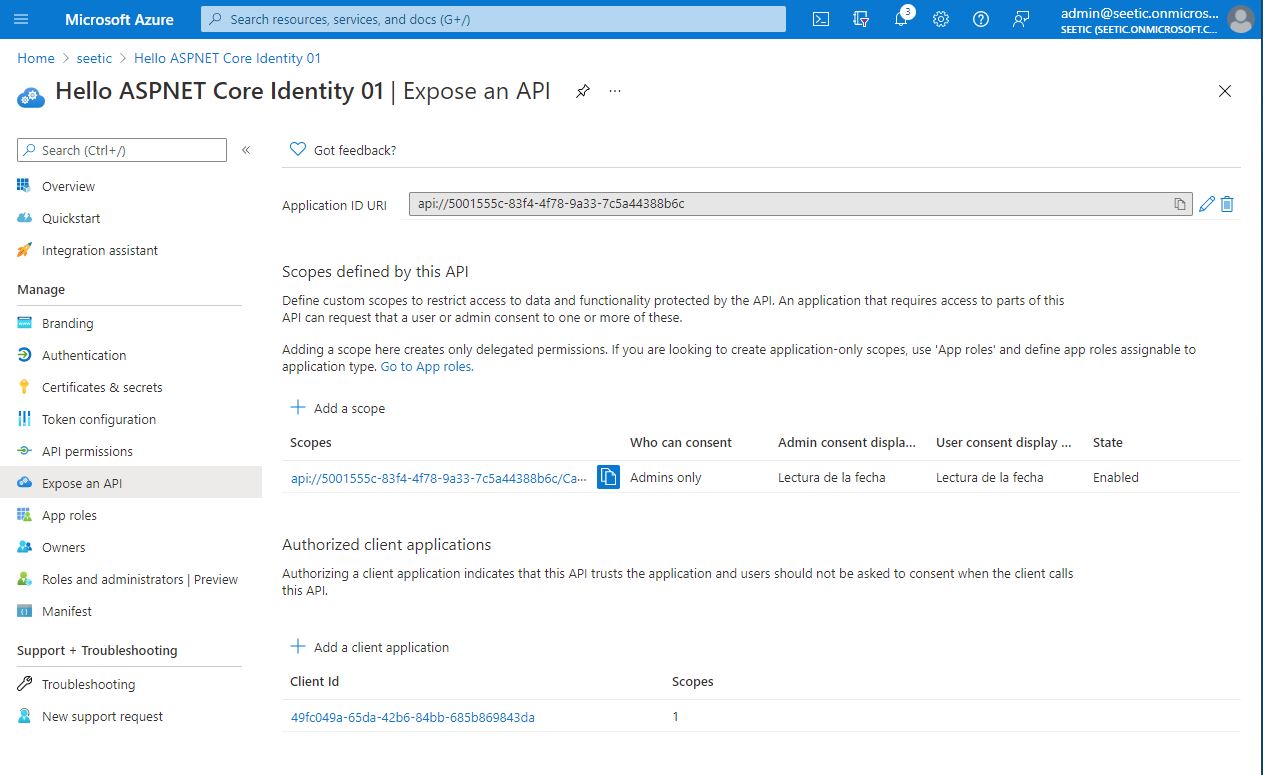 Microsoft Azure
Search resources, services, and docs (G+/)
3
admin@seetic.onmicros...
SEETIC (SEETIC.ONMICROSOFT.C...
Home > seetic > Hello ASPNET Core Identity 01
Hello ASPNET Core Identity 01 | Expose an API
Search (Ctrl+/)
Overview
Quickstart
Integration assistant
Manage
Branding
Authentication
Certificates & secrets
Token configuration
API permissions
Expose an API
App roles
Owners
Roles and administrators | Preview
Manifest
Support + Troubleshooting
Troubleshooting
New support request
Got feedback?
Application ID URI api://5001555c-83f4-4f78-9a33-7c5a44388b6c
Scopes defined by this API
Define custom scopes to restrict access to data and functionality protected by the API. An application that requires access to parts of this
API can request that a user or admin consent to one or more of these.
Adding a scope here creates only delegated permissions. If you are looking to create application-only scopes, use 'App roles' and define app roles assignable to
application type. Go to App roles.
Add a scope
Scopes Who can consent Admin consent displa... User consent display ... State
api://5001555c-83f4-4f78-9a33-7c5a44388b6c/Ca... Admins only Lectura de la fecha Lectura de la fecha Enabled
Authorized client applications
Authorizing a client application indicates that this API trusts the application and users should not be asked to consent when the client calls
this API.
Add a client application
Client Id Scopes
49fc049a-65da-42b6-84bb-685b869843da 1